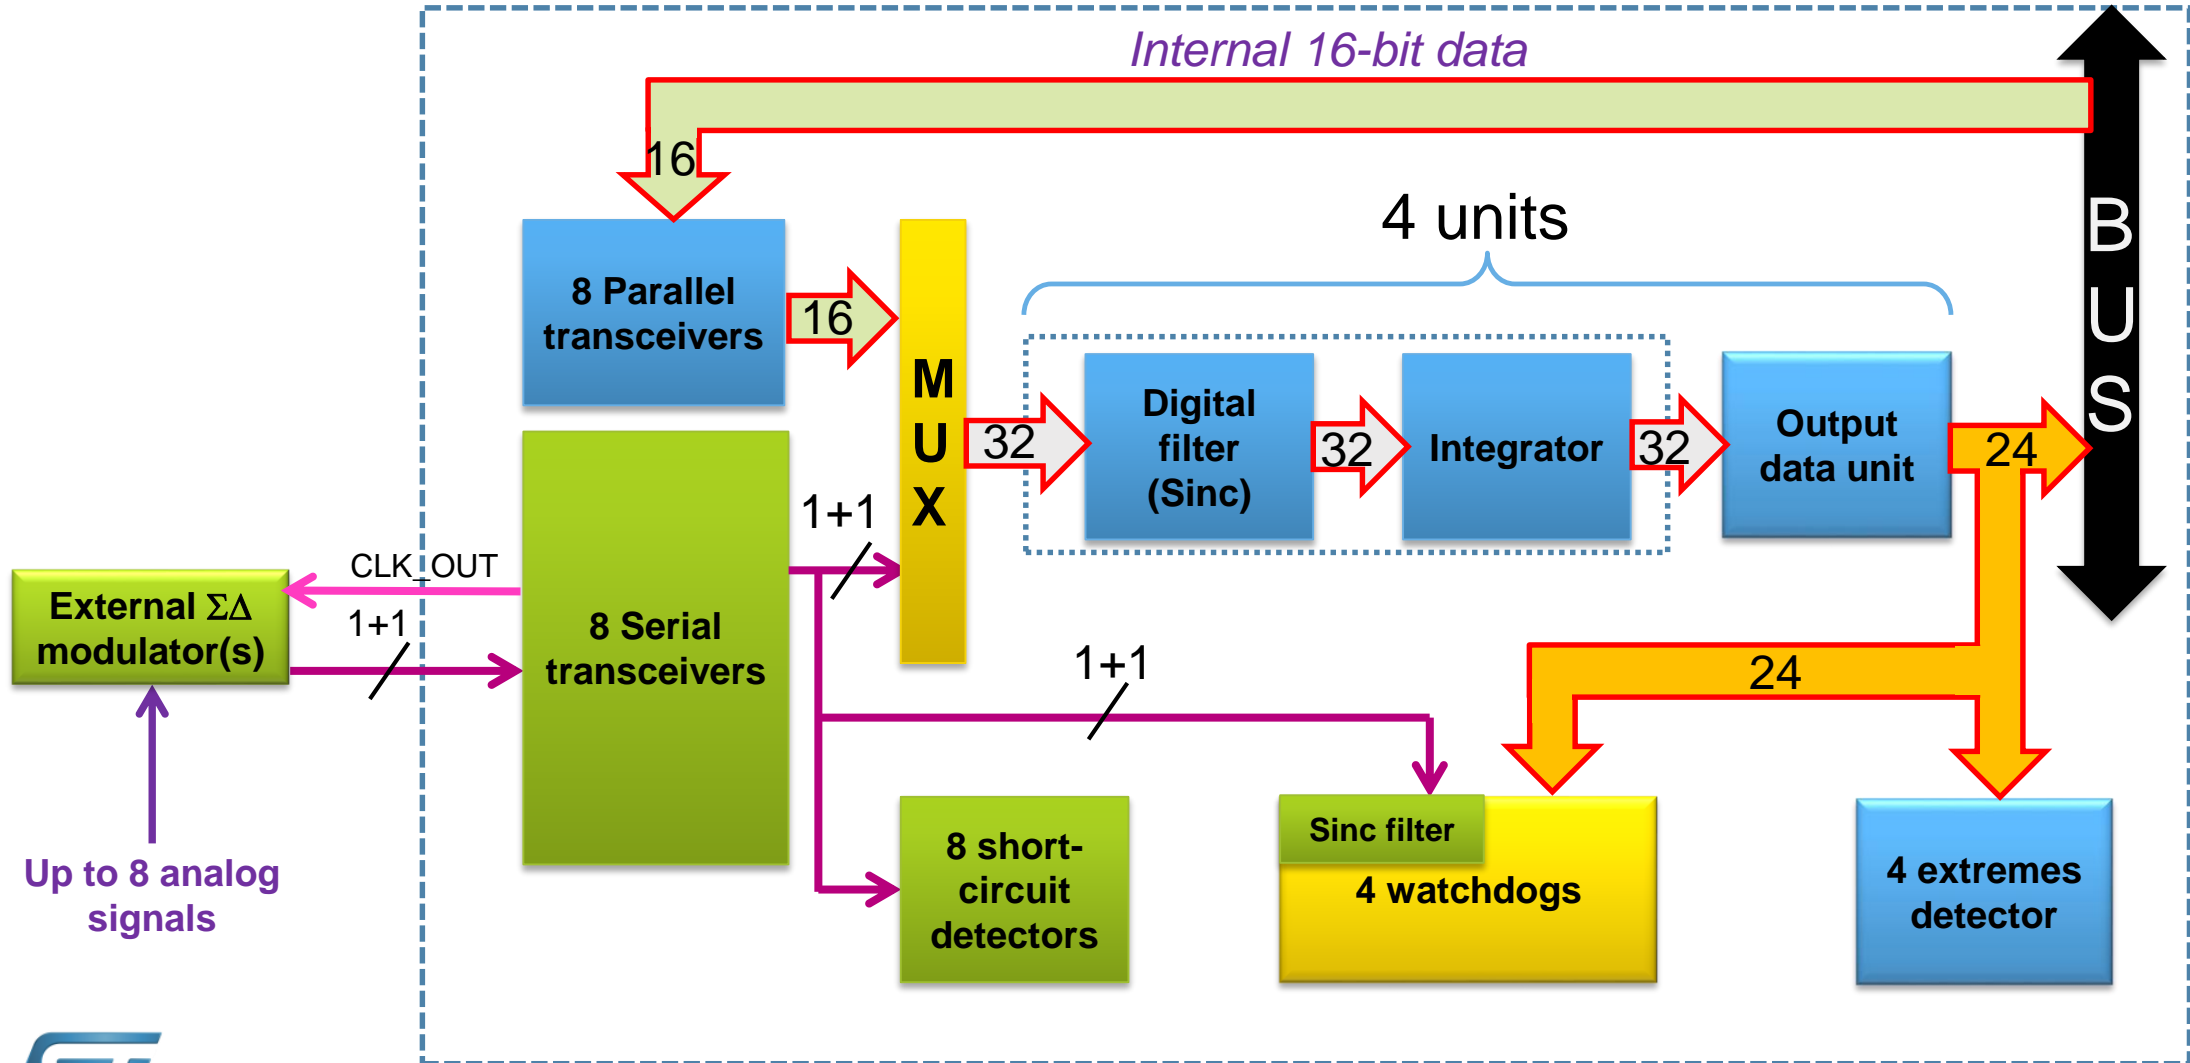 Internal 16-bit data
16
B
U
S
4 units
8 Parallel
transceivers
16
M
U
X
32
Digital
filter
(Sinc)
32
Integrator
32
Output
data unit
24
1+1
CLK_OUT
External ΣΔ
modulator(s)
1+1
8 Serial
transceivers
1+1
24
Up to 8 analog
signals
8 short-
circuit
detectors
Sinc filter
4 watchdogs
4 extremes
detector